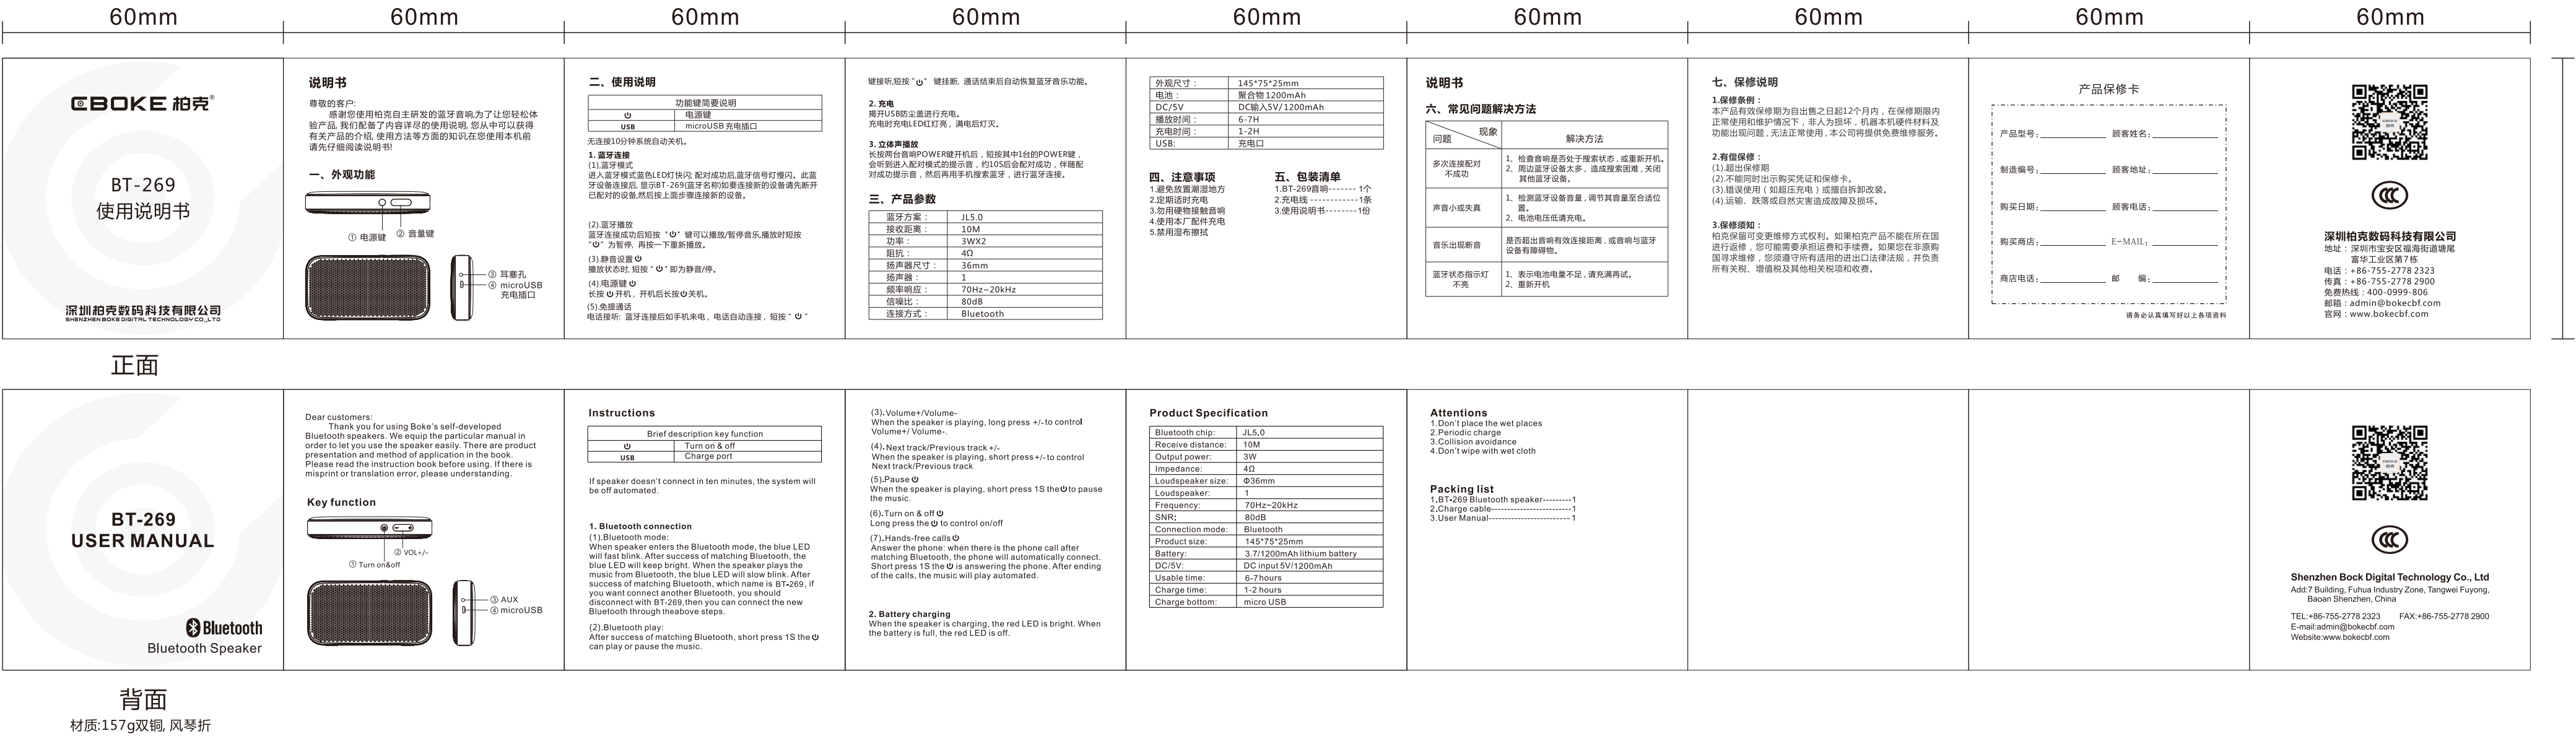 60mm 60mm 60mm 60mm 60mm 60mm 60mm 60mm 60mm
CBOKE 柏克®
BT-269
使用说明书
深圳柏克数码科技有限公司
SHENZHEN BOKE DIGITAL TECHNOLOGY CO_LTD
说明书
尊敬的客户:
感谢您使用柏克自主研发的蓝牙音响,为了让您轻松体
验产品, 我们配备了内容详尽的使用说明, 您从中可以获得
有关产品的介绍, 使用方法等方面的知识,在您使用本机前
请先仔细阅读说明书!
一、外观功能
① 电源键
② 音量键
③ 耳塞孔
④ microUSB
充电插口
二、使用说明
功能键简要说明
⏻ 电源键
USB microUSB 充电插口
无连接10分钟系统自动关机。
1. 蓝牙连接
(1).蓝牙模式
进入蓝牙模式蓝色LED灯快闪; 配对成功后,蓝牙信号灯慢闪。此蓝
牙设备连接后, 显示BT-269(蓝牙名称)如要连接新的设备请先断开
已配对的设备,然后按上面步骤连接新的设备。
(2).蓝牙播放
蓝牙连接成功后短按 “⏻” 键可以播放/暂停音乐,播放时短按
“⏻” 为暂停, 再按一下重新播放。
(3).静音设置 ⏻
播放状态时, 短按 “ ⏻ ” 即为静音/停。
(4).电源键 ⏻
长按 ⏻ 开机 , 开机后长按⏻关机。
(5).免提通话
电话接听: 蓝牙连接后如手机来电 , 电话自动连接 , 短按 “ ⏻ ”
键接听,短按 “⏻” 键挂断, 通话结束后自动恢复蓝牙音乐功能。
2. 充电
揭开USB防尘盖进行充电。
充电时充电LED红灯亮 , 满电后灯灭。
3. 立体声播放
长按两台音响POWER键开机后 , 短按其中1台的POWER键 ,
会听到进入配对模式的提示音 , 约10S后会配对成功 , 伴随配
对成功提示音 , 然后再用手机搜索蓝牙 , 进行蓝牙连接。
三、产品参数
蓝牙方案 : JL5.0
接收距离 : 10M
功率 : 3WX2
阻抗 : 4Ω
扬声器尺寸 : 36mm
扬声器 : 1
频率响应 : 70Hz~20kHz
信噪比 : 80dB
连接方式 : Bluetooth
外观尺寸 : 145*75*25mm
电池 : 聚合物 1200mAh
DC/5V DC输入5V/1200mAh
播放时间 : 6-7H
充电时间 : 1-2H
USB: 充电口
四、注意事项
1.避免放置潮湿地方
2.定期适时充电
3.勿用硬物接触音响
4.使用本厂配件充电
5.禁用湿布擦拭
五、包装清单
1.BT-269音响------- 1个
2.充电线 ------------1条
3.使用说明书--------1份
说明书
六、常见问题解决方法
现象
问题
解决方法
多次连接配对
不成功
1、检查音响是否处于搜索状态 , 或重新开机。
2、周边蓝牙设备太多 , 造成搜索困难 , 关闭
其他蓝牙设备。
声音小或失真
1、检测蓝牙设备音量 , 调节其音量至合适位
置。
2、电池电压低请充电。
音乐出现断音
是否超出音响有效连接距离 , 或音响与蓝牙
设备有障碍物。
蓝牙状态指示灯
不亮
1、表示电池电量不足 , 请充满再试。
2、重新开机
七、保修说明
1.保修条例 :
本产品有效保修期为自出售之日起12个月内 , 在保修期限内
正常使用和维护情况下 , 非人为损坏 , 机器本机硬件材料及
功能出现问题 , 无法正常使用 , 本公司将提供免费维修服务。
2.有偿保修 :
(1).超出保修期
(2).不能同时出示购买凭证和保修卡。
(3).错误使用 ( 如超压充电 ) 或擅自拆卸改装。
(4).运输、跌落或自然灾害造成故障及损坏。
3.保修须知 :
柏克保留可变更维修方式权利。如果柏克产品不能在所在国
进行返修 , 您可能需要承担运费和手续费。如果您在非原购
国寻求维修 , 您须遵守所有适用的进出口法律法规 , 并负责
所有关税、增值税及其他相关税项和收费。
产品保修卡
产品型号: 顾客姓名:
制造编号: 顾客地址:
购买日期: 顾客电话:
购买商店: E-MAIL:
商店电话: 邮 编:
请务必认真填写好以上各项资料
深圳柏克数码科技有限公司
地址 : 深圳市宝安区福海街道塘尾
富华工业区第7栋
电话 : +86-755-2778 2323
传真 : +86-755-2778 2900
免费热线 : 400-0999-806
邮箱 : admin@bokecbf.com
官网 : www.bokecbf.com
正面
BT-269
USER MANUAL
Bluetooth
Bluetooth Speaker
Dear customers:
Thank you for using Boke's self-developed
Bluetooth speakers. We equip the particular manual in
order to let you use the speaker easily. There are product
presentation and method of application in the book.
Please read the instruction book before using. If there is
misprint or translation error, please understanding.
Key function
② VOL+/-
① Turn on&off
③ AUX
④ microUSB
Instructions
Brief description key function
⏻ Turn on & off
USB Charge port
If speaker doesn't connect in ten minutes, the system will
be off automated.
1. Bluetooth connection
(1).Bluetooth mode:
When speaker enters the Bluetooth mode, the blue LED
will fast blink. After success of matching Bluetooth, the
blue LED will keep bright. When the speaker plays the
music from Bluetooth, the blue LED will slow blink. After
success of matching Bluetooth, which name is BT-269, if
you want connect another Bluetooth, you should
disconnect with BT-269,then you can connect the new
Bluetooth through theabove steps.
(2).Bluetooth play:
After success of matching Bluetooth, short press 1S the ⏻
can play or pause the music.
(3).Volume+/Volume-
When the speaker is playing, long press +/- to control
Volume+/ Volume-.
(4). Next track/Previous track +/-
When the speaker is playing, short press+/- to control
Next track/Previous track
(5).Pause ⏻
When the speaker is playing, short press 1S the⏻to pause
the music.
(6).Turn on & off ⏻
Long press the ⏻ to control on/off
(7).Hands-free calls ⏻
Answer the phone: when there is the phone call after
matching Bluetooth, the phone will automatically connect.
Short press 1S the ⏻ is answering the phone. After ending
of the calls, the music will play automated.
2. Battery charging
When the speaker is charging, the red LED is bright. When
the battery is full, the red LED is off.
Product Specification
Bluetooth chip: JL5.0
Receive distance: 10M
Output power: 3W
Impedance: 4Ω
Loudspeaker size: Φ36mm
Loudspeaker: 1
Frequency: 70Hz~20kHz
SNR: 80dB
Connection mode: Bluetooth
Product size: 145*75*25mm
Battery: 3.7/1200mAh lithium battery
DC/5V: DC input 5V/1200mAh
Usable time: 6-7hours
Charge time: 1-2 hours
Charge bottom: micro USB
Attentions
1.Don't place the wet places
2.Periodic charge
3.Collision avoidance
4.Don't wipe with wet cloth
Packing list
1.BT-269 Bluetooth speaker---------1
2.Charge cable-------------------------1
3.User Manual------------------------- 1
Shenzhen Bock Digital Technology Co., Ltd
Add:7 Building, Fuhua Industry Zone, Tangwei Fuyong,
Baoan Shenzhen, China
TEL:+86-755-2778 2323 FAX:+86-755-2778 2900
E-mail:admin@bokecbf.com
Website:www.bokecbf.com
背面
材质:157g双铜, 风琴折